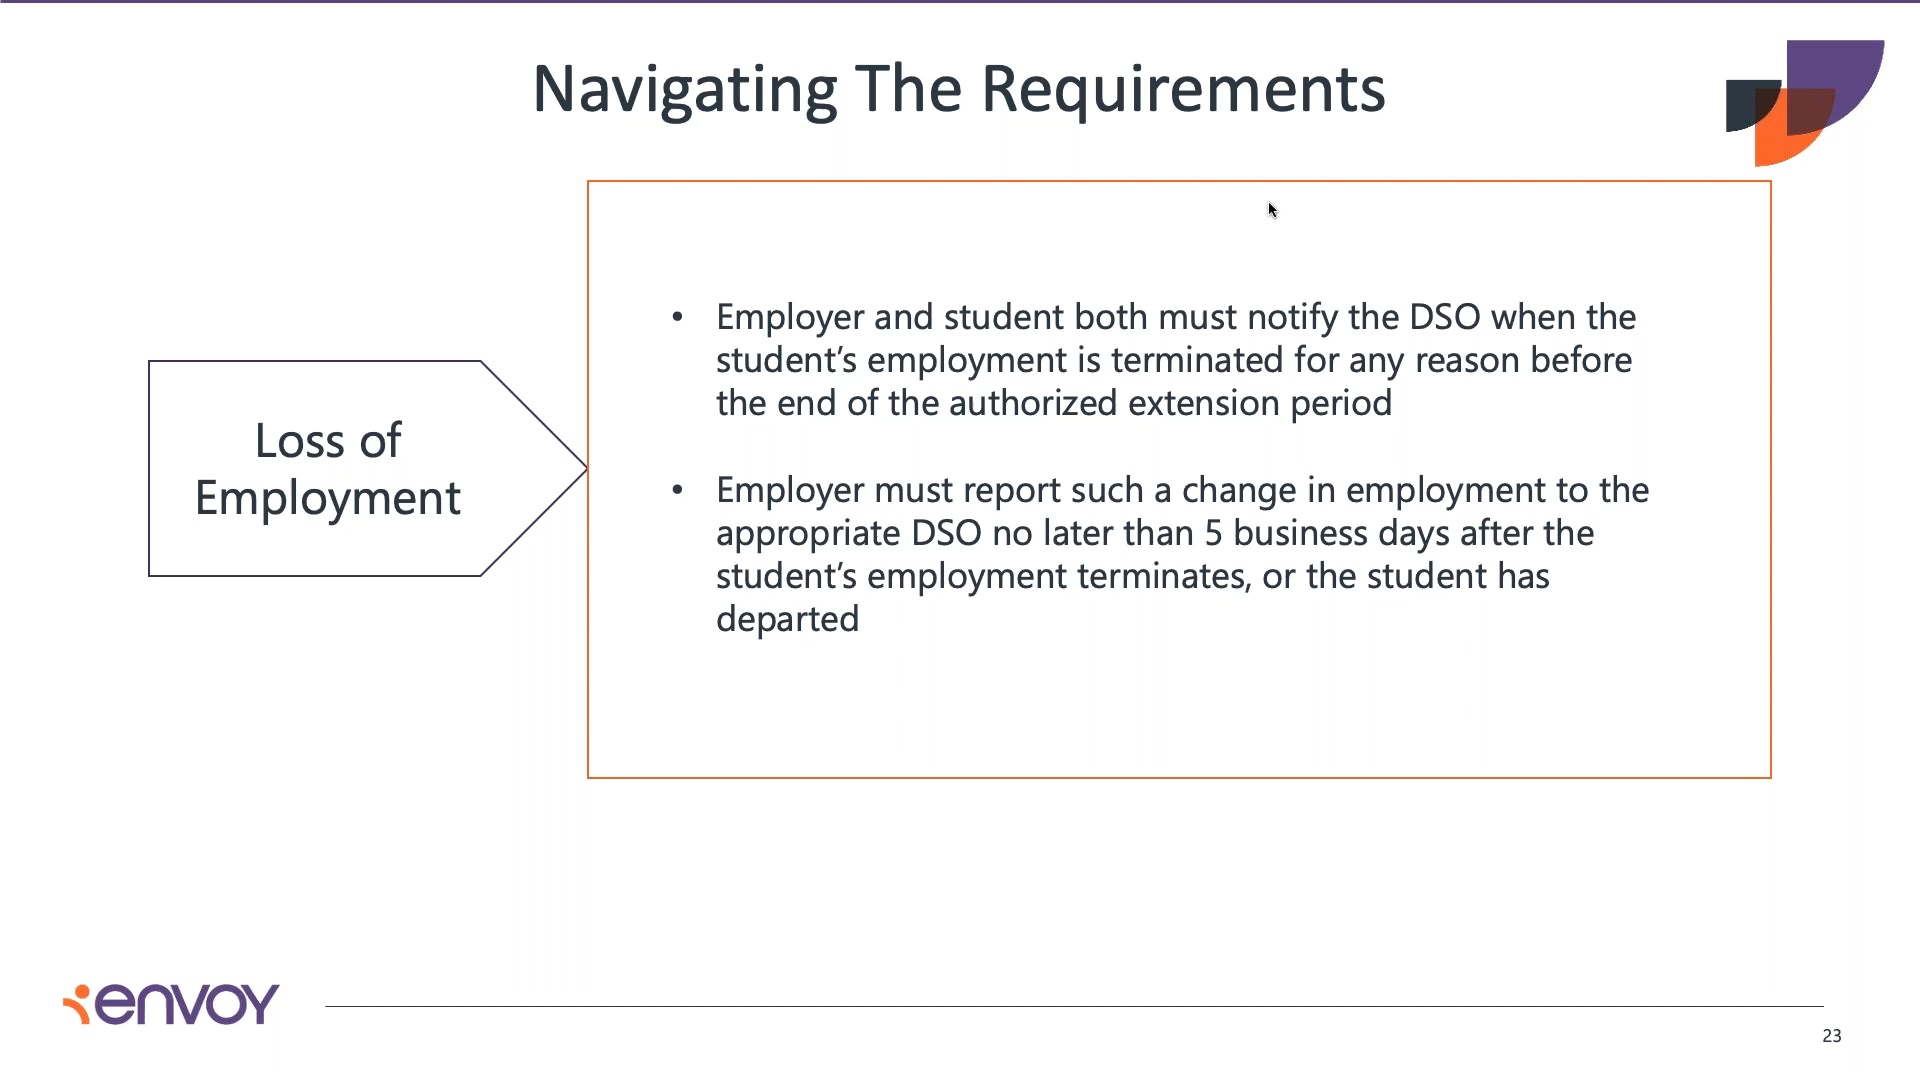 Navigating The Requirements
Loss of
Employment
• Employer and student both must notify the DSO when the
student’s employment is terminated for any reason before
the end of the authorized extension period
• Employer must report such a change in employment to the
appropriate DSO no later than 5 business days after the
student’s employment terminates, or the student has
departed
envoy
23